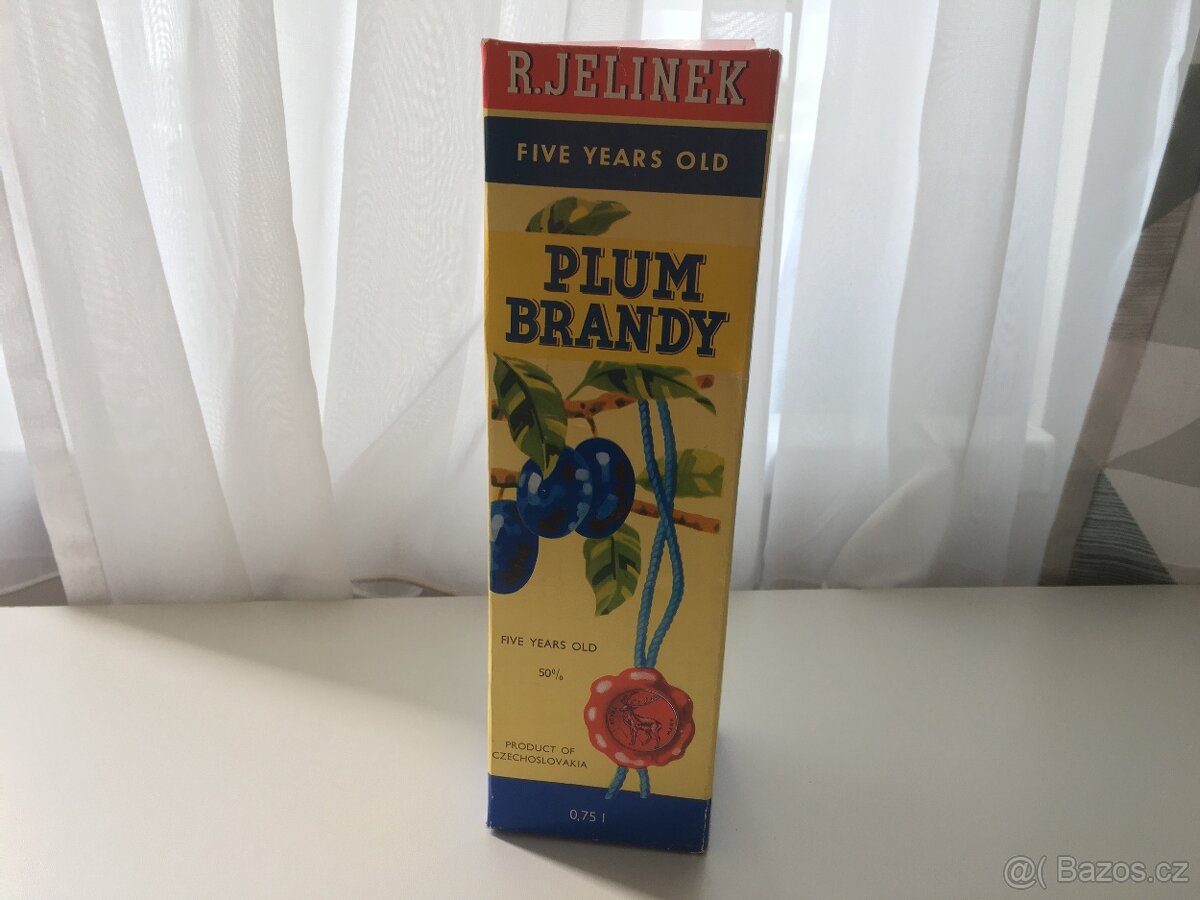 R.JELINEK
FIVE YEARS OLD
PLUM
BRANDY
FIVE YEARS OLD
50%
PRODUCT OF
CZECHOSLOVAKIA
0,75 l
@( Bazos.cz